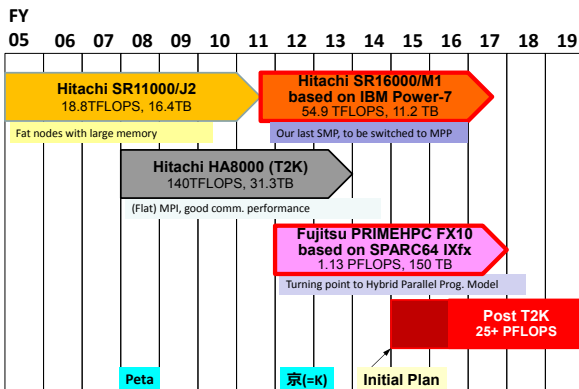 FY
05 06 07 08 09 10 11 12 13 14 15 16 17 18 19
Hitachi SR11000/J2
18.8TFLOPS, 16.4TB
Fat nodes with large memory
Hitachi SR16000/M1
based on IBM Power-7
54.9 TFLOPS, 11.2 TB
Our last SMP, to be switched to MPP
Hitachi HA8000 (T2K)
140TFLOPS, 31.3TB
(Flat) MPI, good comm. performance
Fujitsu PRIMEHPC FX10
based on SPARC64 IXfx
1.13 PFLOPS, 150 TB
Turning point to Hybrid Parallel Prog. Model
Post T2K
25+ PFLOPS
Peta 京(=K) Initial Plan